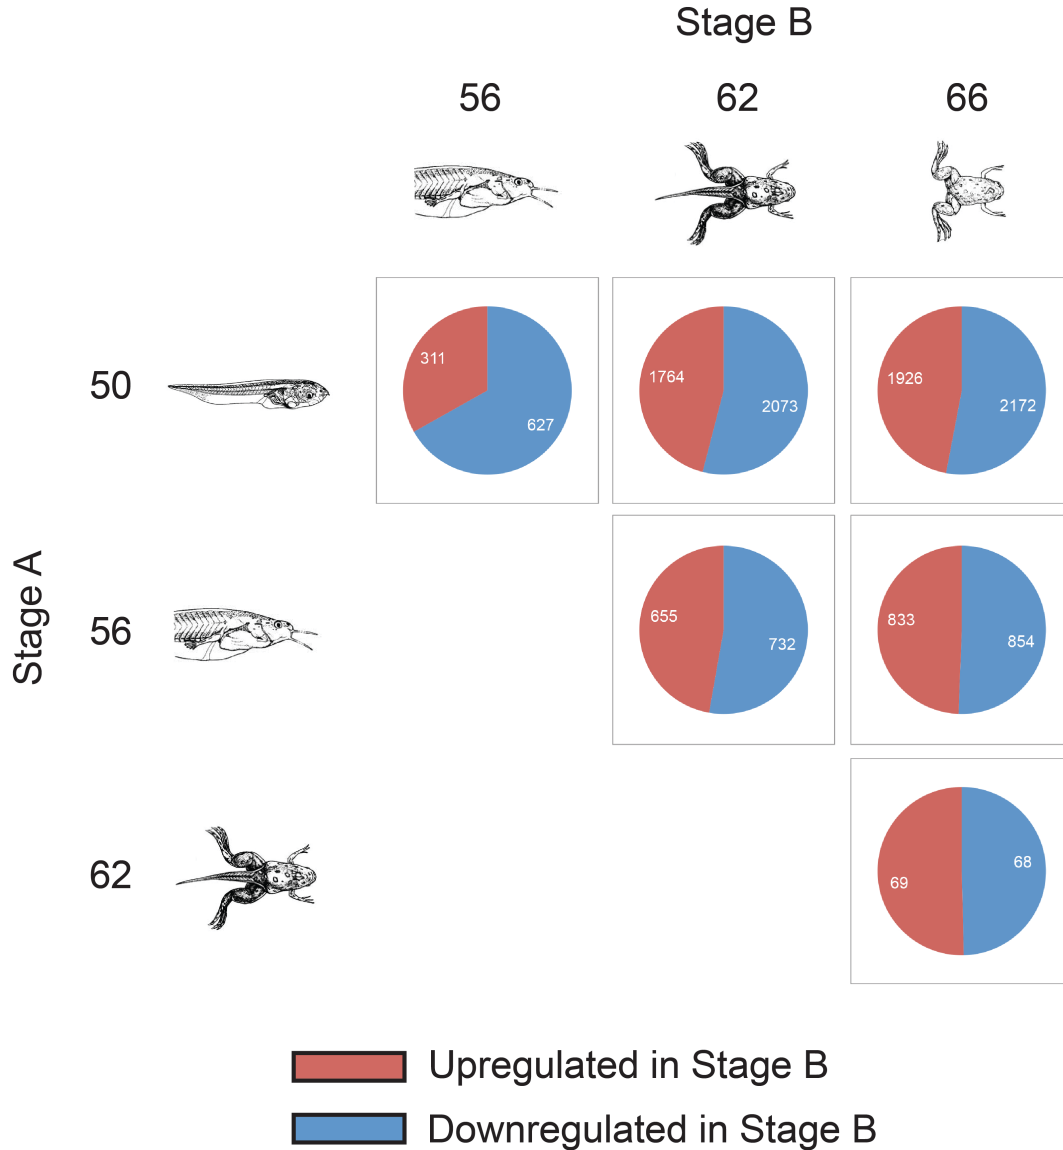 Stage B
56 62 66
50
311 627
1764 2073
1926 2172
Stage A
56
655 732
833 854
62
69 68
Upregulated in Stage B
Downregulated in Stage B